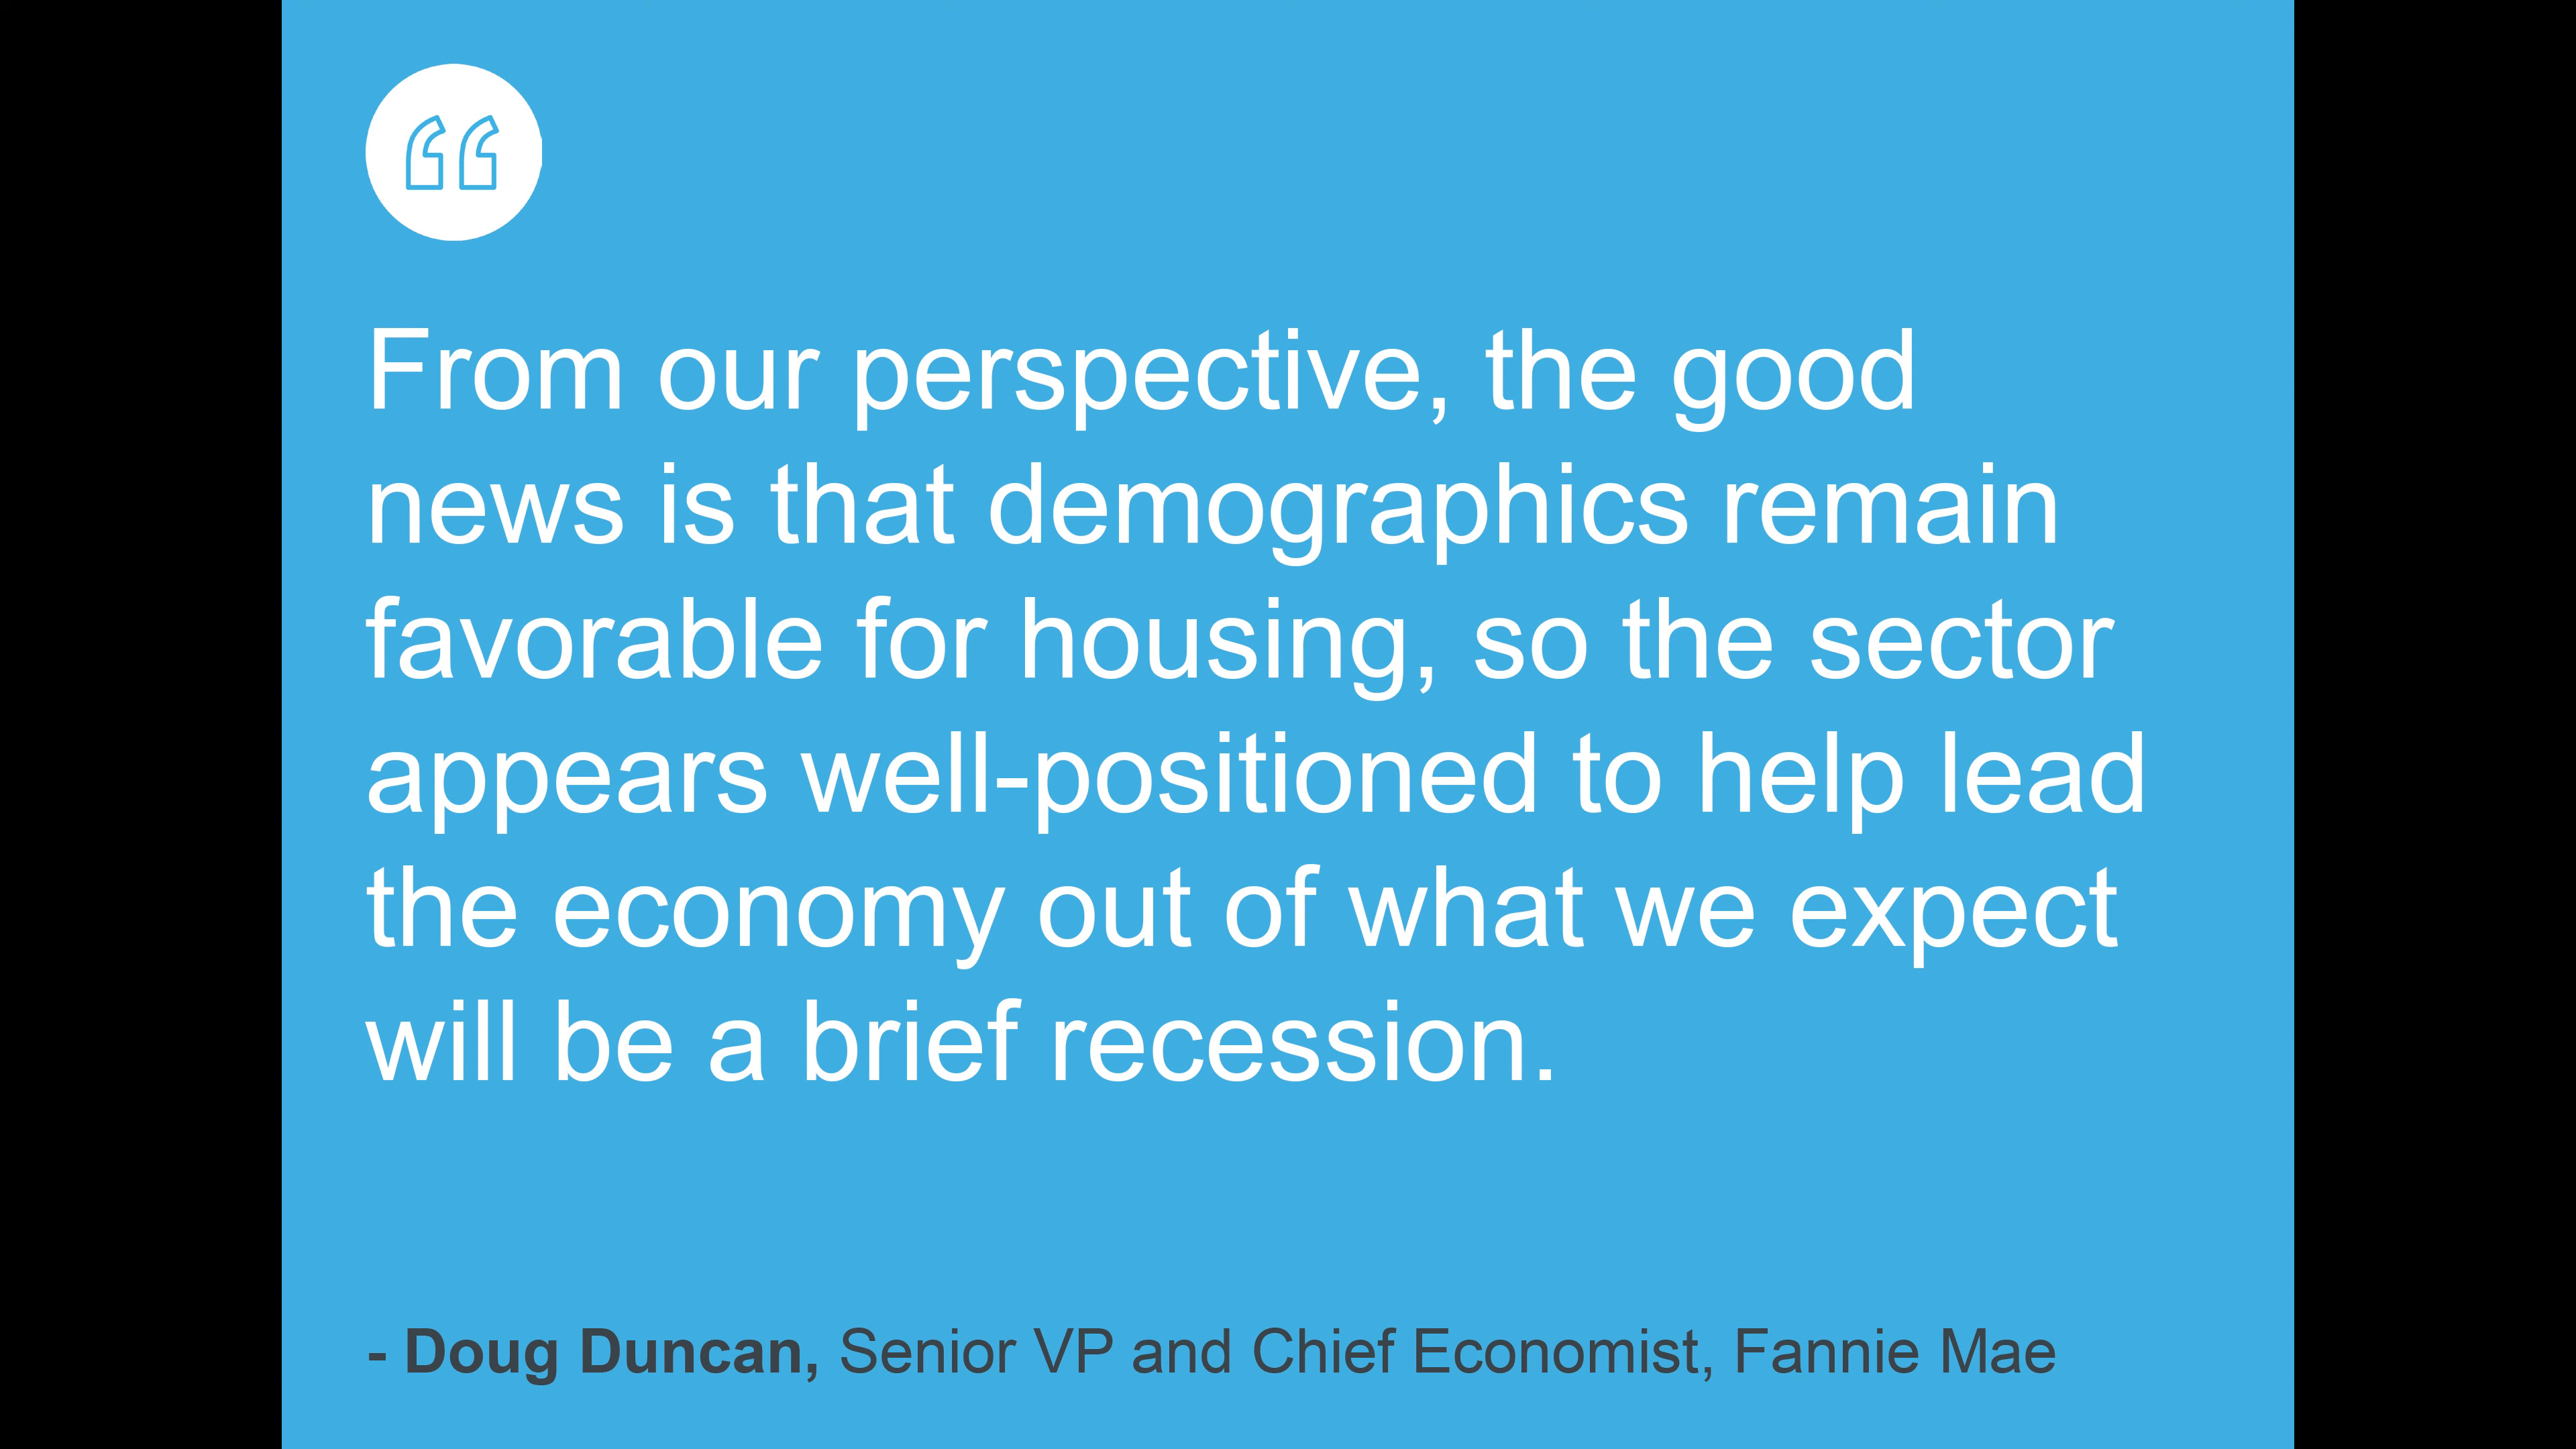 “
From our perspective, the good
news is that demographics remain
favorable for housing, so the sector
appears well-positioned to help lead
the economy out of what we expect
will be a brief recession.
- Doug Duncan, Senior VP and Chief Economist, Fannie Mae